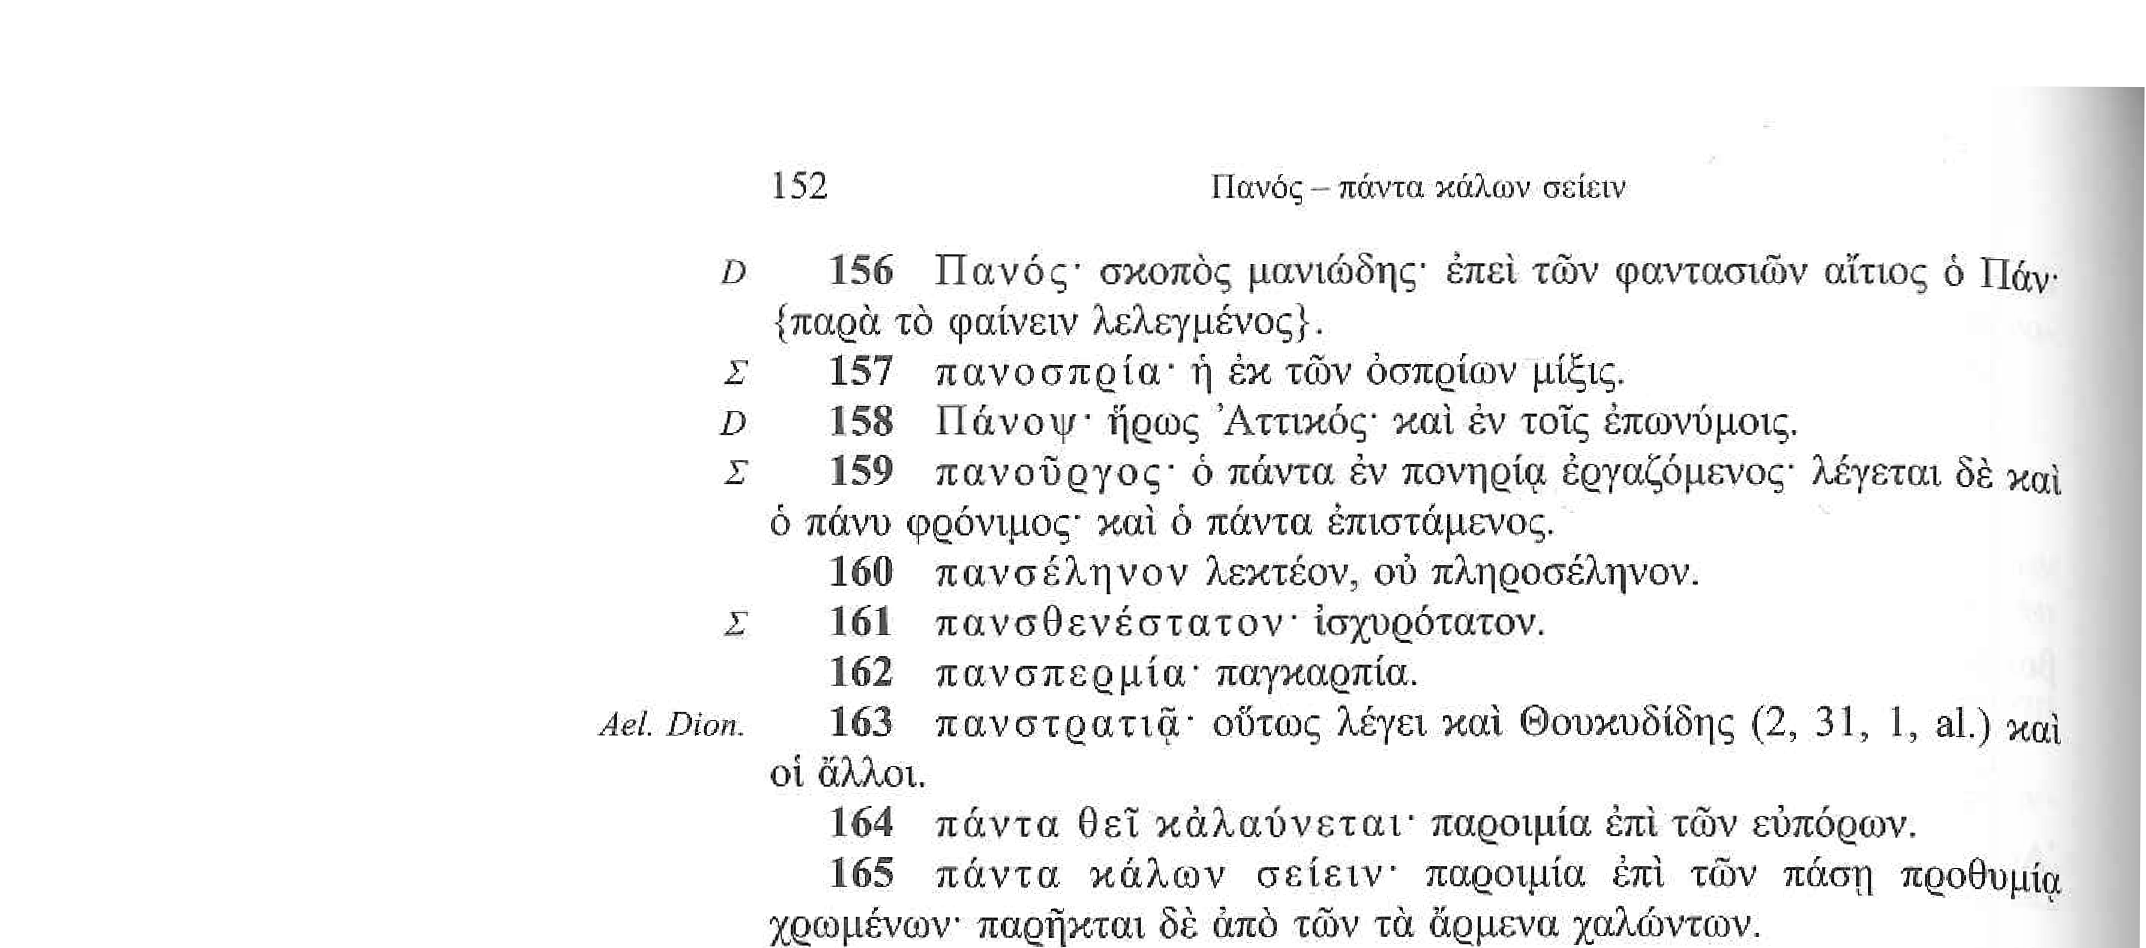 152 Πανός – πάντα κάλων σείειν
D 156 Πανός· σκοπὸς μανιώδης· ἐπεὶ τῶν φαντασιῶν αἴτιος ὁ Πάν·
{παρὰ τὸ φαίνειν λελεγμένος}.
Σ 157 πανοσπρία· ἡ ἐκ τῶν ὀσπρίων μίξις.
D 158 Πάνοψ· ἥρως Ἀττικός· καὶ ἐν τοῖς ἐπωνύμοις.
Σ 159 πανοῦργος· ὁ πάντα ἐν πονηρίᾳ ἐργαζόμενος· λέγεται δὲ καὶ
ὁ πάνυ φρόνιμος· καὶ ὁ πάντα ἐπιστάμενος.
160 πανσέληνον λεκτέον, οὐ πληροσέληνον.
Σ 161 πανσθενέστατον· ἰσχυρότατον.
162 πανσπερμία· παγκαρπία.
Ael. Dion. 163 πανστρατιᾷ· οὕτως λέγει καὶ Θουκυδίδης (2, 31, 1, al.) καὶ
οἱ ἄλλοι.
164 πάντα θεῖ κἀλαύνεται· παροιμία ἐπὶ τῶν εὐπόρων.
165 πάντα κάλων σείειν· παροιμία ἐπὶ τῶν πάσῃ προθυμίᾳ
χρωμένων· παρῆκται δὲ ἀπὸ τῶν τὰ ἄρμενα χαλώντων.